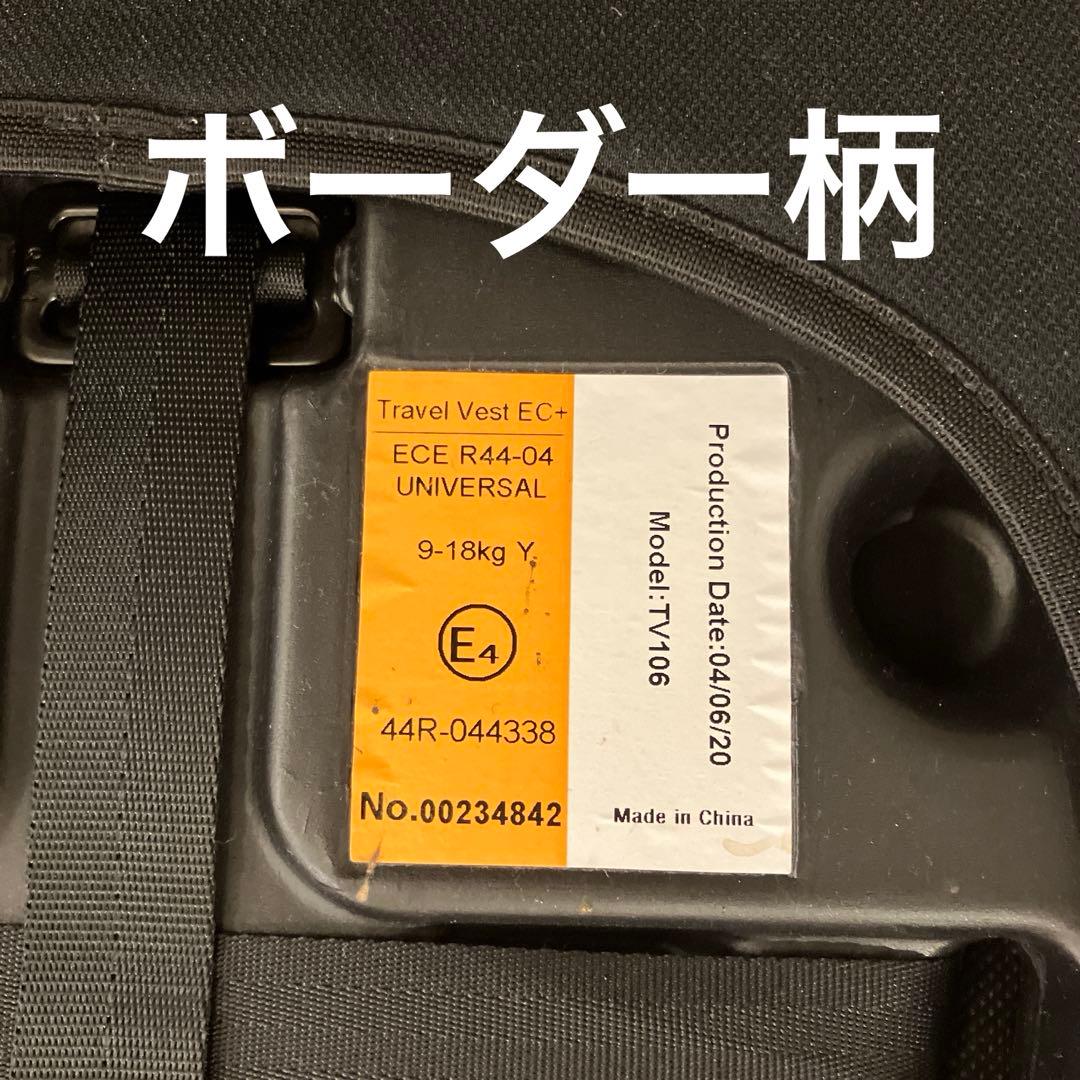 ボーダー柄
Travel Vest EC+
ECE R44-04
UNIVERSAL
9-18kg Y
E4
44R-044338
No.00234842
Production Date:04/06/20
Model:TV106
Made in China